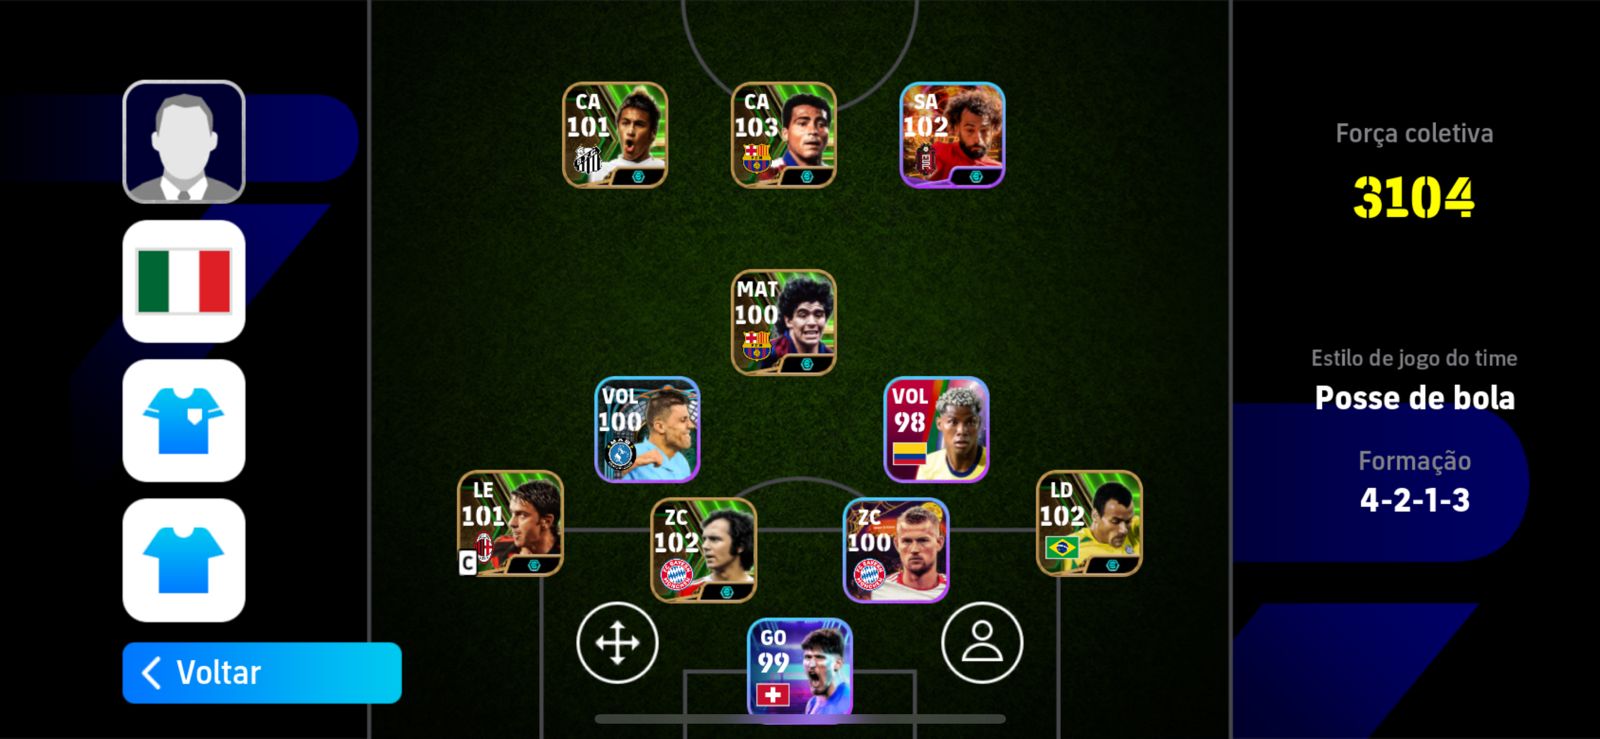 CA
101
CA
103
SA
102
Força coletiva
3104
MAT
100
Estilo de jogo do time
Posse de bola
VOL
100
VOL
98
Formação
4-2-1-3
LE
101
C
ZC
102
ZC
100
LD
102
GO
99
Voltar